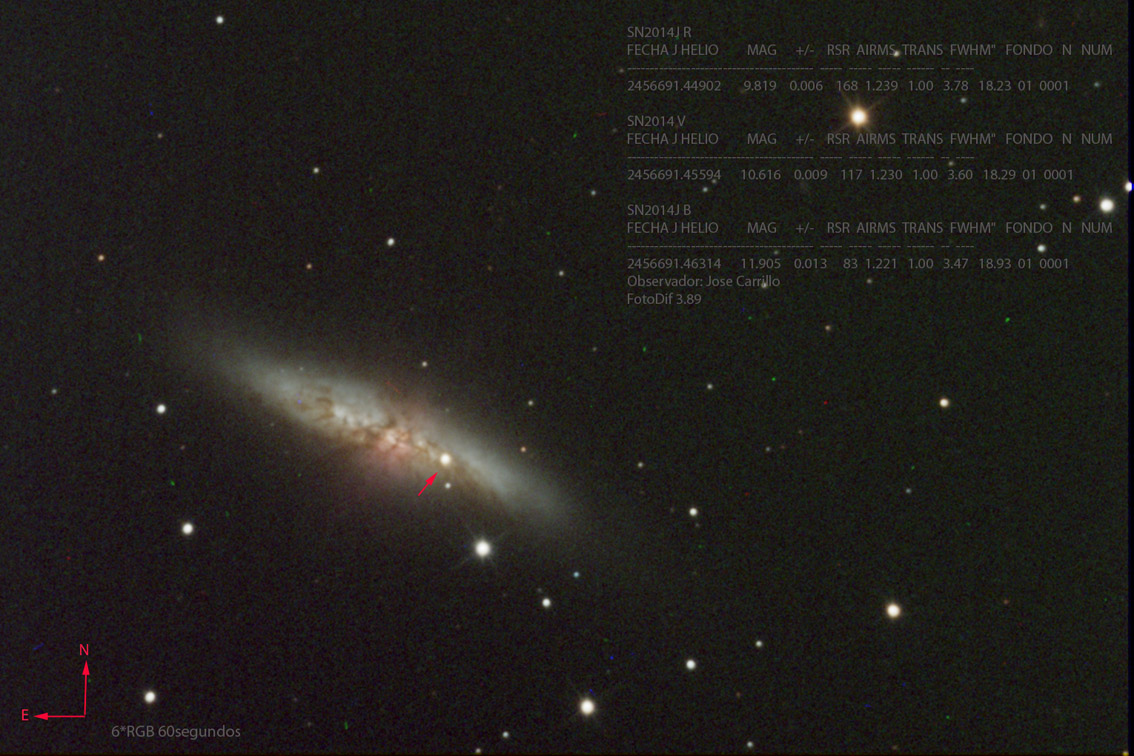 SN2014J R
FECHA J HELIO MAG +/- RSR AIRMS TRANS FWHM" FONDO N NUM
2456691.44902 9.819 0.006 168 1.239 1.00 3.78 18.23 01 0001
SN2014 V
FECHA J HELIO MAG +/- RSR AIRMS TRANS FWHM" FONDO N NUM
2456691.45594 10.616 0.009 117 1.230 1.00 3.60 18.29 01 0001
SN2014J B
FECHA J HELIO MAG +/- RSR AIRMS TRANS FWHM" FONDO N NUM
2456691.46314 11.905 0.013 83 1.221 1.00 3.47 18.93 01 0001
Observador: Jose Carrillo
FotoDif 3.89
N
E
6*RGB 60segundos